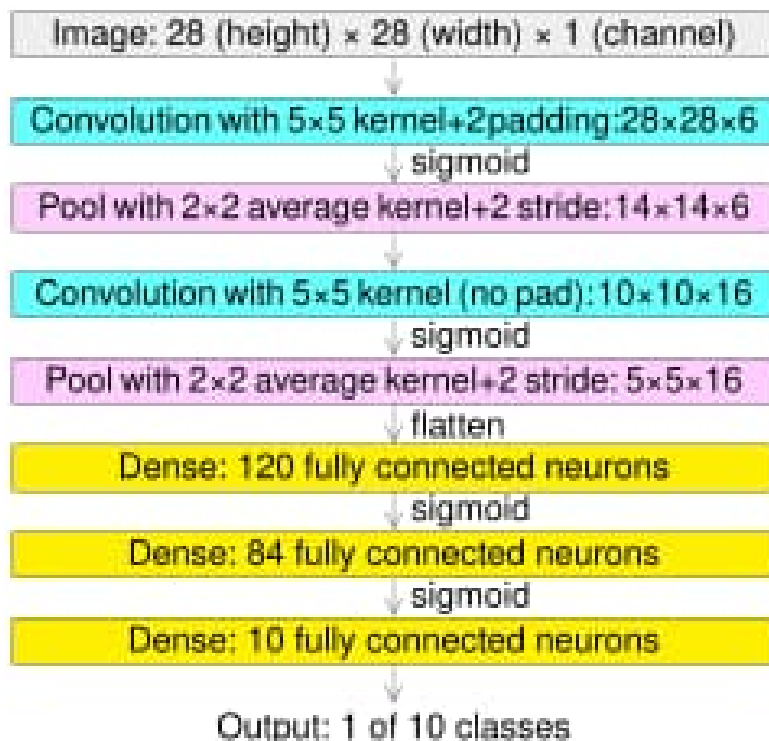 Image: 28 (height) × 28 (width) × 1 (channel)
Convolution with 5×5 kernel+2padding:28×28×6
sigmoid
Pool with 2×2 average kernel+2 stride:14×14×6
Convolution with 5×5 kernel (no pad):10×10×16
sigmoid
Pool with 2×2 average kernel+2 stride: 5×5×16
flatten
Dense: 120 fully connected neurons
sigmoid
Dense: 84 fully connected neurons
sigmoid
Dense: 10 fully connected neurons
Output: 1 of 10 classes